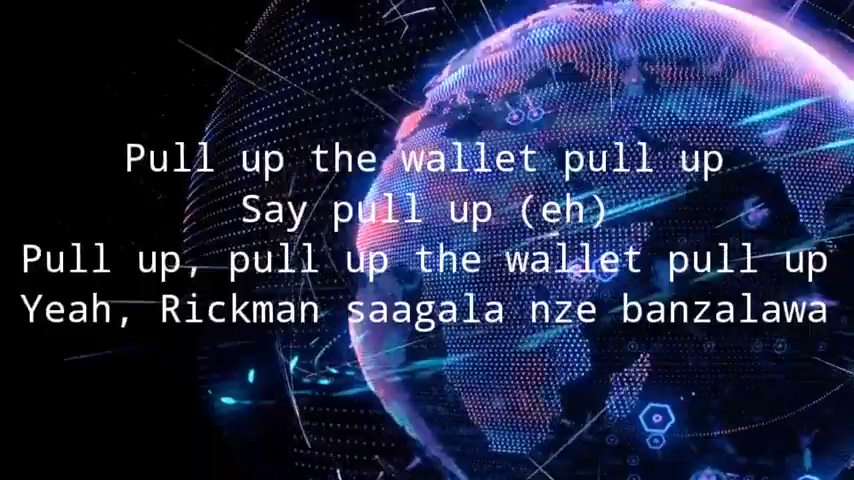 Pull up the wallet pull up
Say pull up (eh)
Pull up, pull up the wallet pull up
Yeah, Rickman saagala nze banzalawa